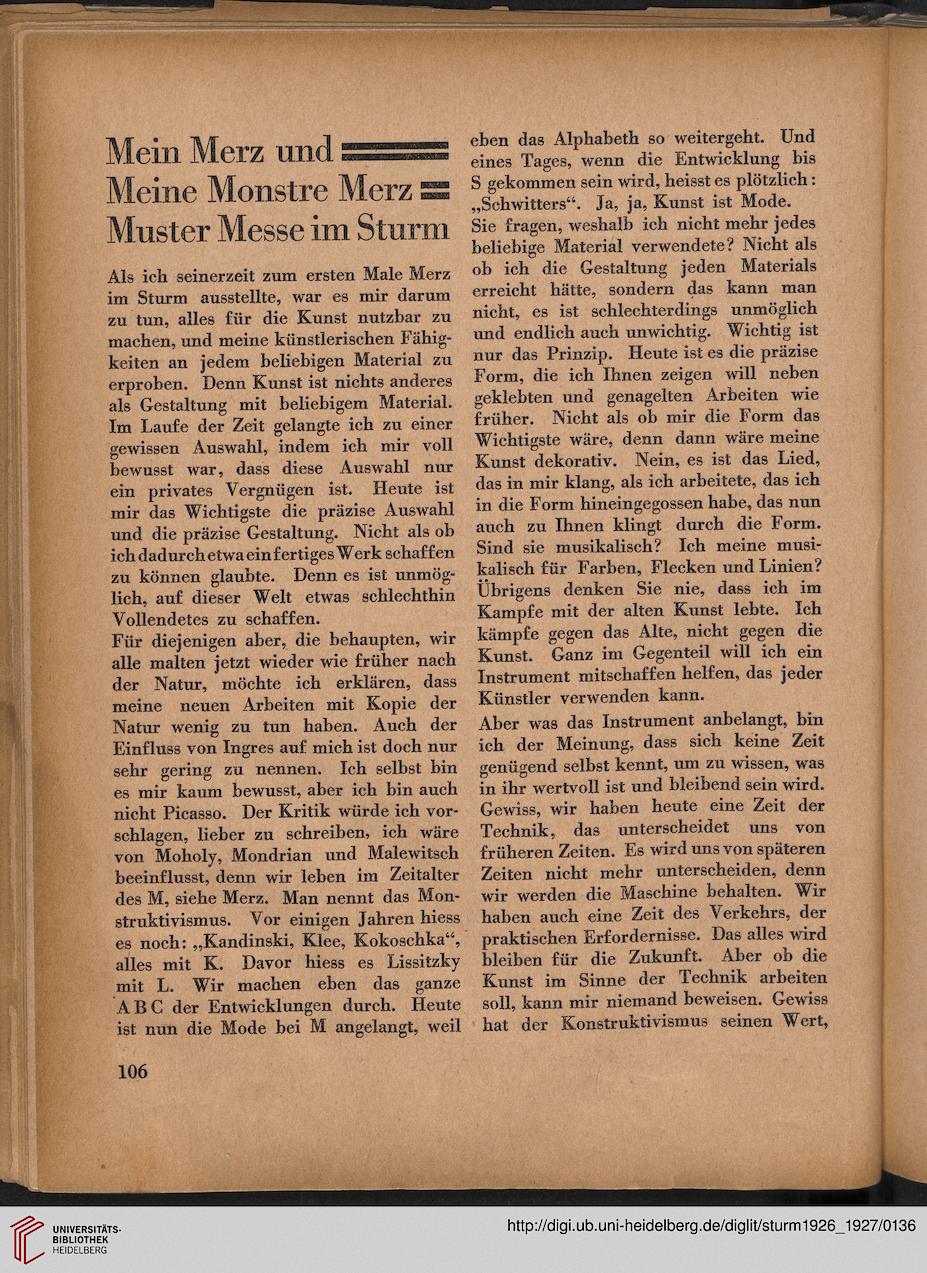 Mein Merz und
Meine Monstre Merz
Muster Messe im Sturm
Als ich seinerzeit zum ersten Male Merz
im Sturm ausstellte, war es mir darum
zu tun, alles für die Kunst nutzbar zu
machen, und meine künstlerischen Fähig-
keiten an jedem beliebigen Material zu
erproben. Denn Kunst ist nichts anderes
als Gestaltung mit beliebigem Material.
Im Laufe der Zeit gelangte ich zu einer
gewissen Auswahl, indem ich mir voll
bewusst war, dass diese Auswahl nur
ein privates Vergnügen ist. Heute ist
mir das Wichtigste die präzise Auswahl
und die präzise Gestaltung. Nicht als ob
ich dadurch etwa ein fertiges Werk schaffen
zu können glaubte. Denn es ist unmög-
lich, auf dieser Welt etwas schlechthin
Vollendetes zu schaffen.
Für diejenigen aber, die behaupten, wir
alle malten jetzt wieder wie früher nach
der Natur, möchte ich erklären, dass
meine neuen Arbeiten mit Kopie der
Natur wenig zu tun haben. Auch der
Einfluss von Ingres auf mich ist doch nur
sehr gering zu nennen. Ich selbst bin
es mir kaum bewusst, aber ich bin auch
nicht Picasso. Der Kritik würde ich vor-
schlagen, lieber zu schreiben, ich wäre
von Moholy, Mondrian und Malewitsch
beeinflusst, denn wir leben im Zeitalter
des M, siehe Merz. Man nennt das Mon-
struktivismus. Vor einigen Jahren hiess
es noch: „Kandinski, Klee, Kokoschka“,
alles mit K. Davor hiess es Lissitzky
mit L. Wir machen eben das ganze
A B C der Entwicklungen durch. Heute
ist nun die Mode bei M angelangt, weil
eben das Alphabeth so weitergeht. Und
eines Tages, wenn die Entwicklung bis
S gekommen sein wird, heisst es plötzlich:
„Schwitters“. Ja, ja, Kunst ist Mode.
Sie fragen, weshalb ich nicht mehr jedes
beliebige Material verwendete? Nicht als
ob ich die Gestaltung jeden Materials
erreicht hätte, sondern das kann man
nicht, es ist schlechterdings unmöglich
und endlich auch unwichtig. Wichtig ist
nur das Prinzip. Heute ist es die präzise
Form, die ich Ihnen zeigen will neben
geklebten und genagelten Arbeiten wie
früher. Nicht als ob mir die Form das
Wichtigste wäre, denn dann wäre meine
Kunst dekorativ. Nein, es ist das Lied,
das in mir klang, als ich arbeitete, das ich
in die Form hineingegossen habe, das nun
auch zu Ihnen klingt durch die Form.
Sind sie musikalisch? Ich meine musi-
kalisch für Farben, Flecken und Linien?
Übrigens denken Sie nie, dass ich im
Kampfe mit der alten Kunst lebte. Ich
kämpfe gegen das Alte, nicht gegen die
Kunst. Ganz im Gegenteil will ich ein
Instrument mitschaffen helfen, das jeder
Künstler verwenden kann.
Aber was das Instrument anbelangt, bin
ich der Meinung, dass sich keine Zeit
genügend selbst kennt, um zu wissen, was
in ihr wertvoll ist und bleibend sein wird.
Gewiss, wir haben heute eine Zeit der
Technik, das unterscheidet uns von
früheren Zeiten. Es wird uns von späteren
Zeiten nicht mehr unterscheiden, denn
wir werden die Maschine behalten. Wir
haben auch eine Zeit des Verkehrs, der
praktischen Erfordernisse. Das alles wird
bleiben für die Zukunft. Aber ob die
Kunst im Sinne der Technik arbeiten
soll, kann mir niemand beweisen. Gewiss
hat der Konstruktivismus seinen Wert,
106
UNIVERSITÄTS-
BIBLIOTHEK
HEIDELBERG
http://digi.ub.uni-heidelberg.de/diglit/sturm1926_1927/0136